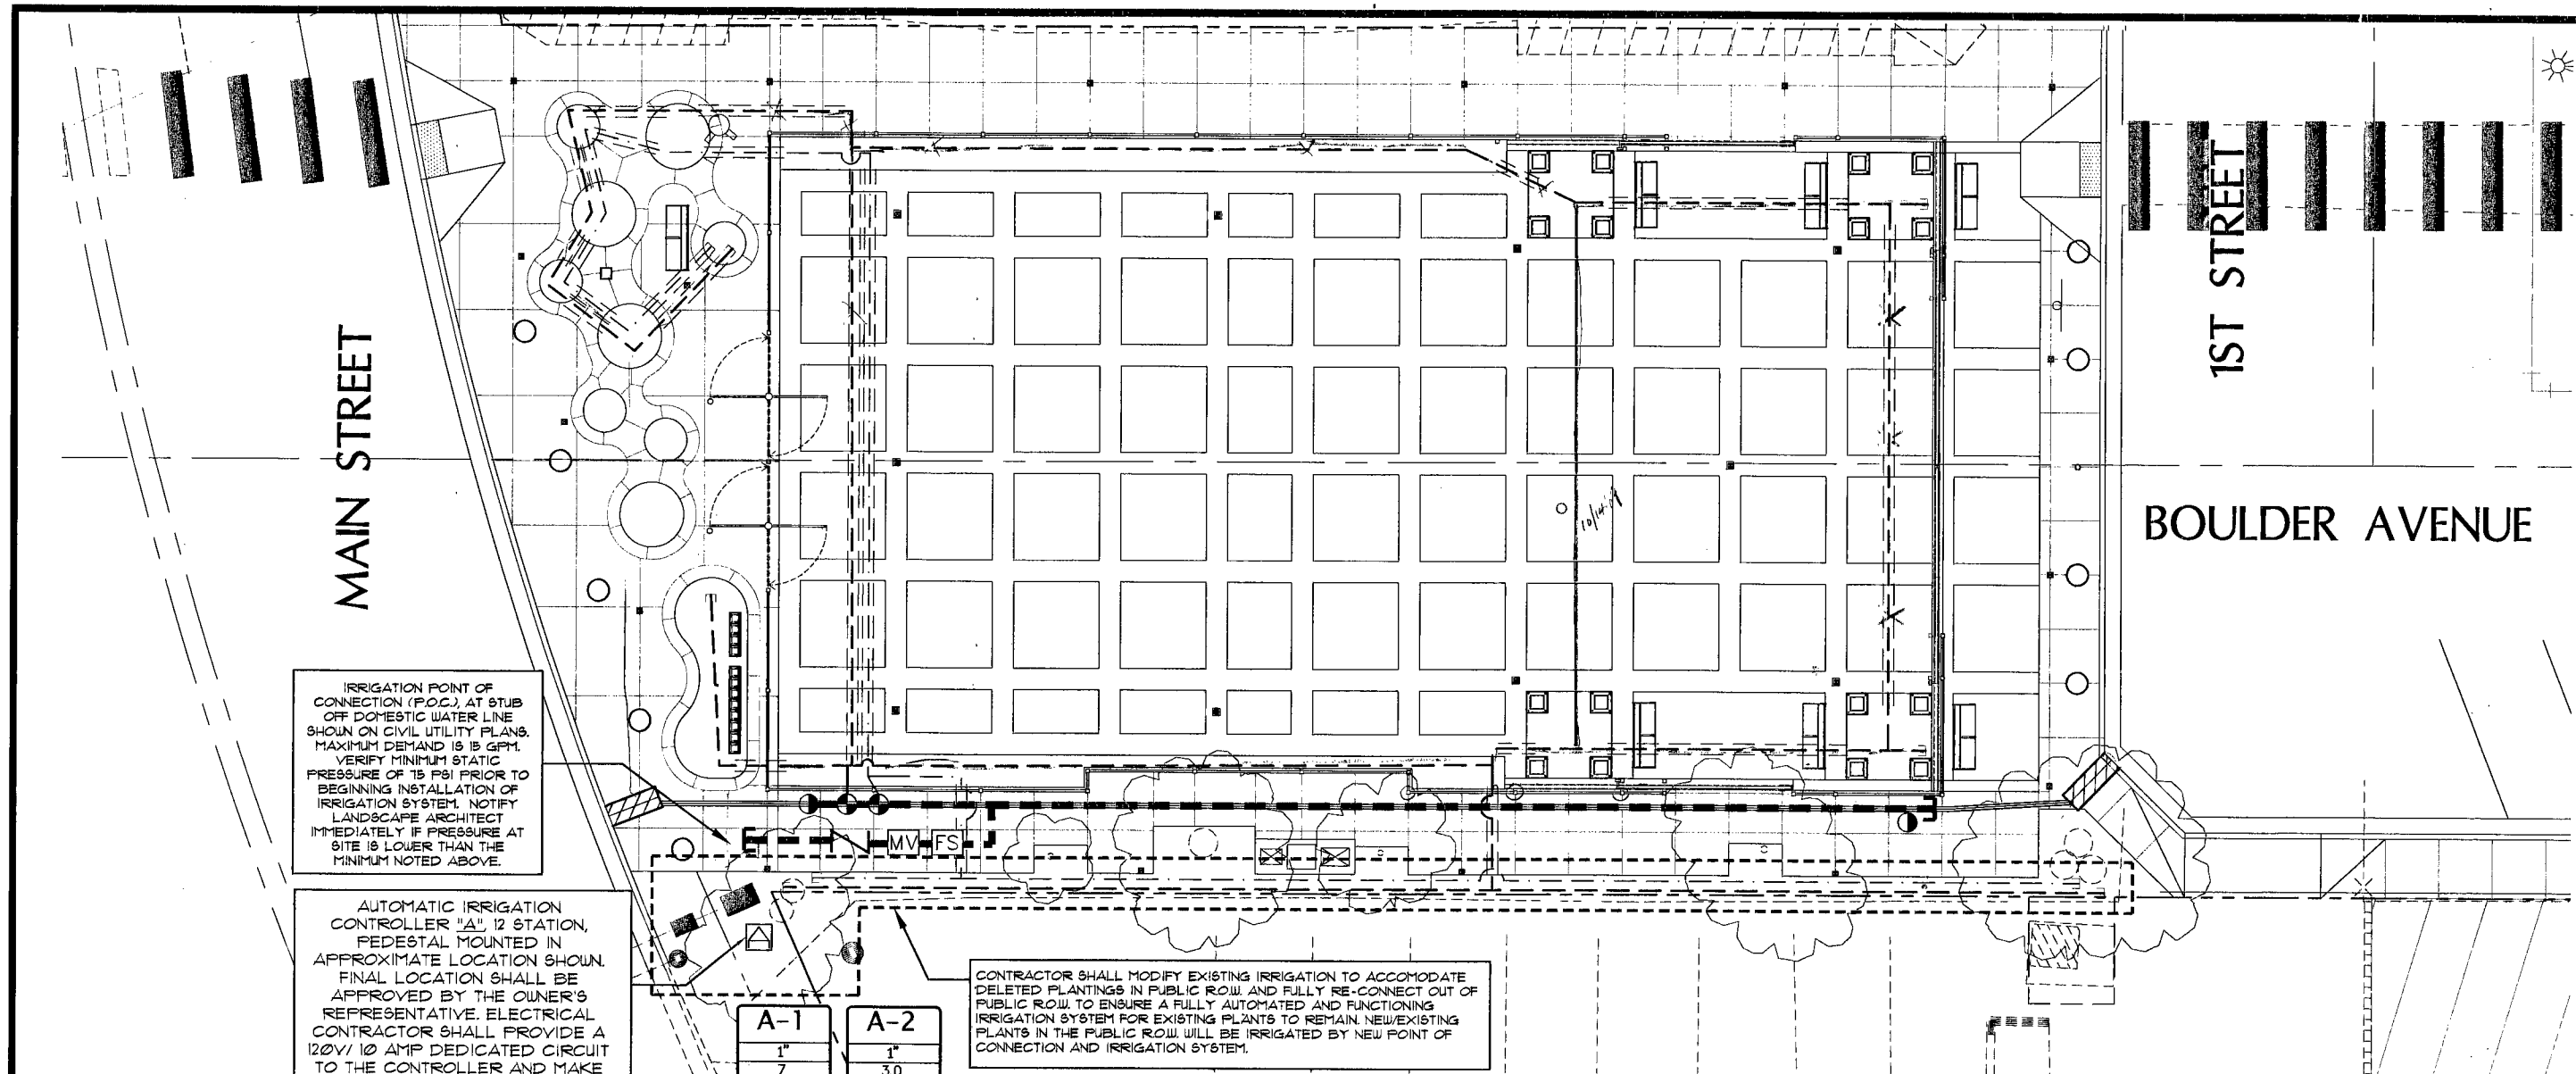 MAIN STREET
1ST STREET
BOULDER AVENUE
IRRIGATION POINT OF
CONNECTION (P.O.C.), AT STUB
OFF DOMESTIC WATER LINE
SHOWN ON CIVIL UTILITY PLANS.
MAXIMUM DEMAND IS 15 GPM.
VERIFY MINIMUM STATIC
PRESSURE OF 75 PSI PRIOR TO
BEGINNING INSTALLATION OF
IRRIGATION SYSTEM. NOTIFY
LANDSCAPE ARCHITECT
IMMEDIATELY IF PRESSURE AT
SITE IS LOWER THAN THE
MINIMUM NOTED ABOVE.
MV FS
AUTOMATIC IRRIGATION
CONTROLLER "A", 12 STATION,
PEDESTAL MOUNTED IN
APPROXIMATE LOCATION SHOWN.
FINAL LOCATION SHALL BE
APPROVED BY THE OWNER'S
REPRESENTATIVE. ELECTRICAL
CONTRACTOR SHALL PROVIDE A
120V/ 10 AMP DEDICATED CIRCUIT
TO THE CONTROLLER AND MAKE
A
A-1
1"
7
A-2
1"
3.0
CONTRACTOR SHALL MODIFY EXISTING IRRIGATION TO ACCOMODATE
DELETED PLANTINGS IN PUBLIC R.O.W. AND FULLY RE-CONNECT OUT OF
PUBLIC R.O.W. TO ENSURE A FULLY AUTOMATED AND FUNCTIONING
IRRIGATION SYSTEM FOR EXISTING PLANTS TO REMAIN. NEW/EXISTING
PLANTS IN THE PUBLIC R.O.W. WILL BE IRRIGATED BY NEW POINT OF
CONNECTION AND IRRIGATION SYSTEM.